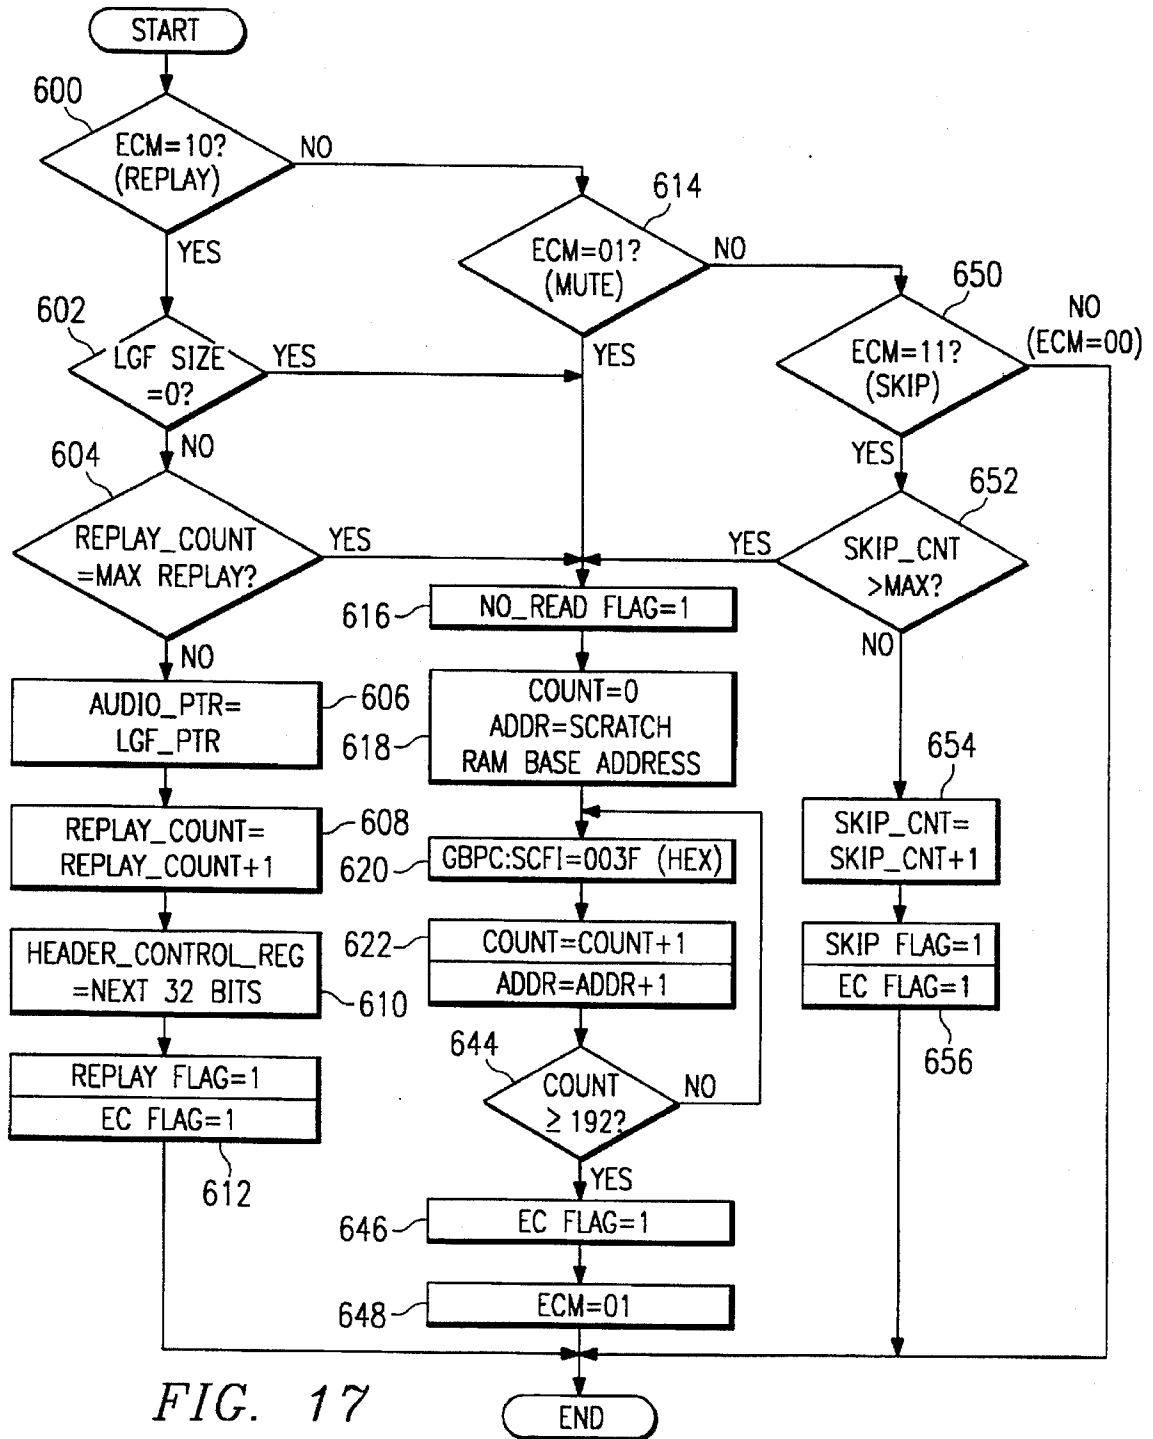 START
600
ECM=10?
(REPLAY)
NO
YES
614
ECM=01?
(MUTE)
NO
YES
650
ECM=11?
(SKIP)
NO
(ECM=00)
YES
602
LGF SIZE
=0?
YES
NO
604
REPLAY_COUNT
=MAX REPLAY?
YES
NO
652
SKIP_CNT
>MAX?
YES
NO
616
NO_READ FLAG=1
606
AUDIO_PTR=
LGF_PTR
618
COUNT=0
ADDR=SCRATCH
RAM BASE ADDRESS
608
REPLAY_COUNT=
REPLAY_COUNT+1
620
GBPC:SCFI=003F (HEX)
654
SKIP_CNT=
SKIP_CNT+1
610
HEADER_CONTROL_REG
=NEXT 32 BITS
622
COUNT=COUNT+1
ADDR=ADDR+1
SKIP FLAG=1
EC FLAG=1
656
644
COUNT
≥ 192?
NO
YES
REPLAY FLAG=1
EC FLAG=1
612
646
EC FLAG=1
648
ECM=01
END
FIG. 17